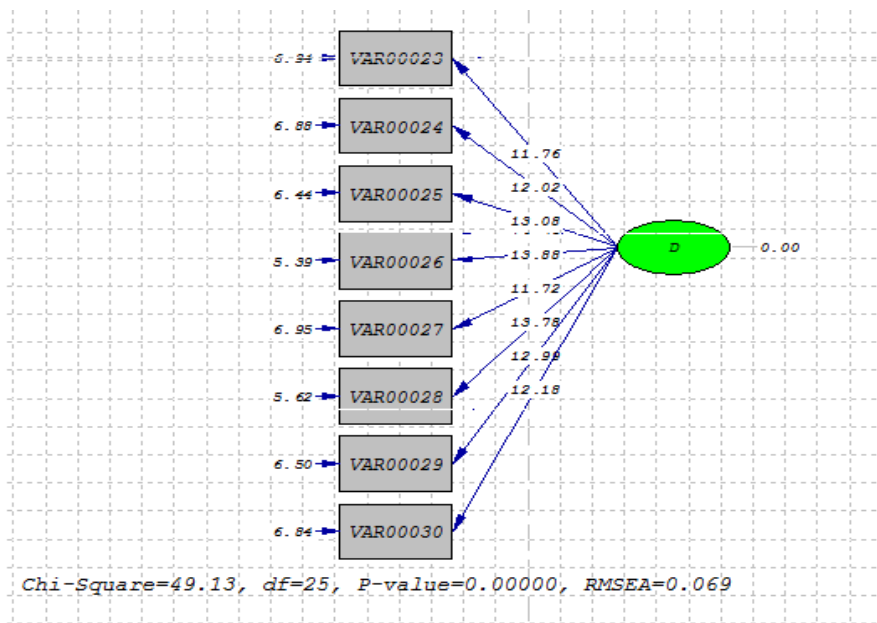 6.94 VAR00023
6.88 VAR00024
6.44 VAR00025
5.39 VAR00026
6.95 VAR00027
5.62 VAR00028
6.50 VAR00029
6.84 VAR00030
11.76
12.02
13.08
13.88
11.72
13.78
12.99
12.18
D
0.00
Chi-Square=49.13, df=25, P-value=0.00000, RMSEA=0.069